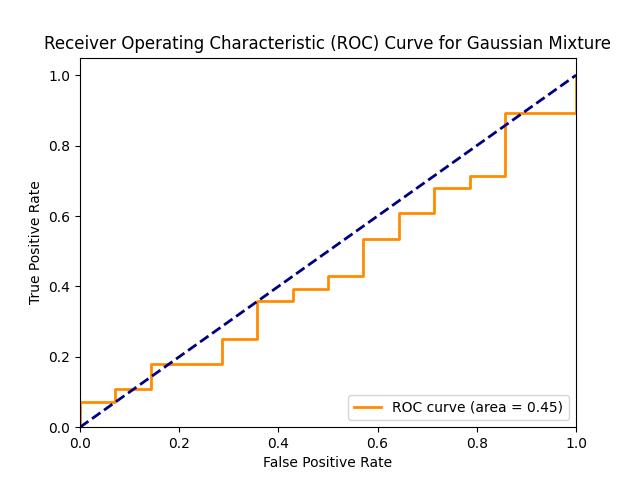 Receiver Operating Characteristic (ROC) Curve for Gaussian Mixture
1.0
0.8
0.6
0.4
0.2
0.0
True Positive Rate
ROC curve (area = 0.45)
0.0 0.2 0.4 0.6 0.8 1.0
False Positive Rate